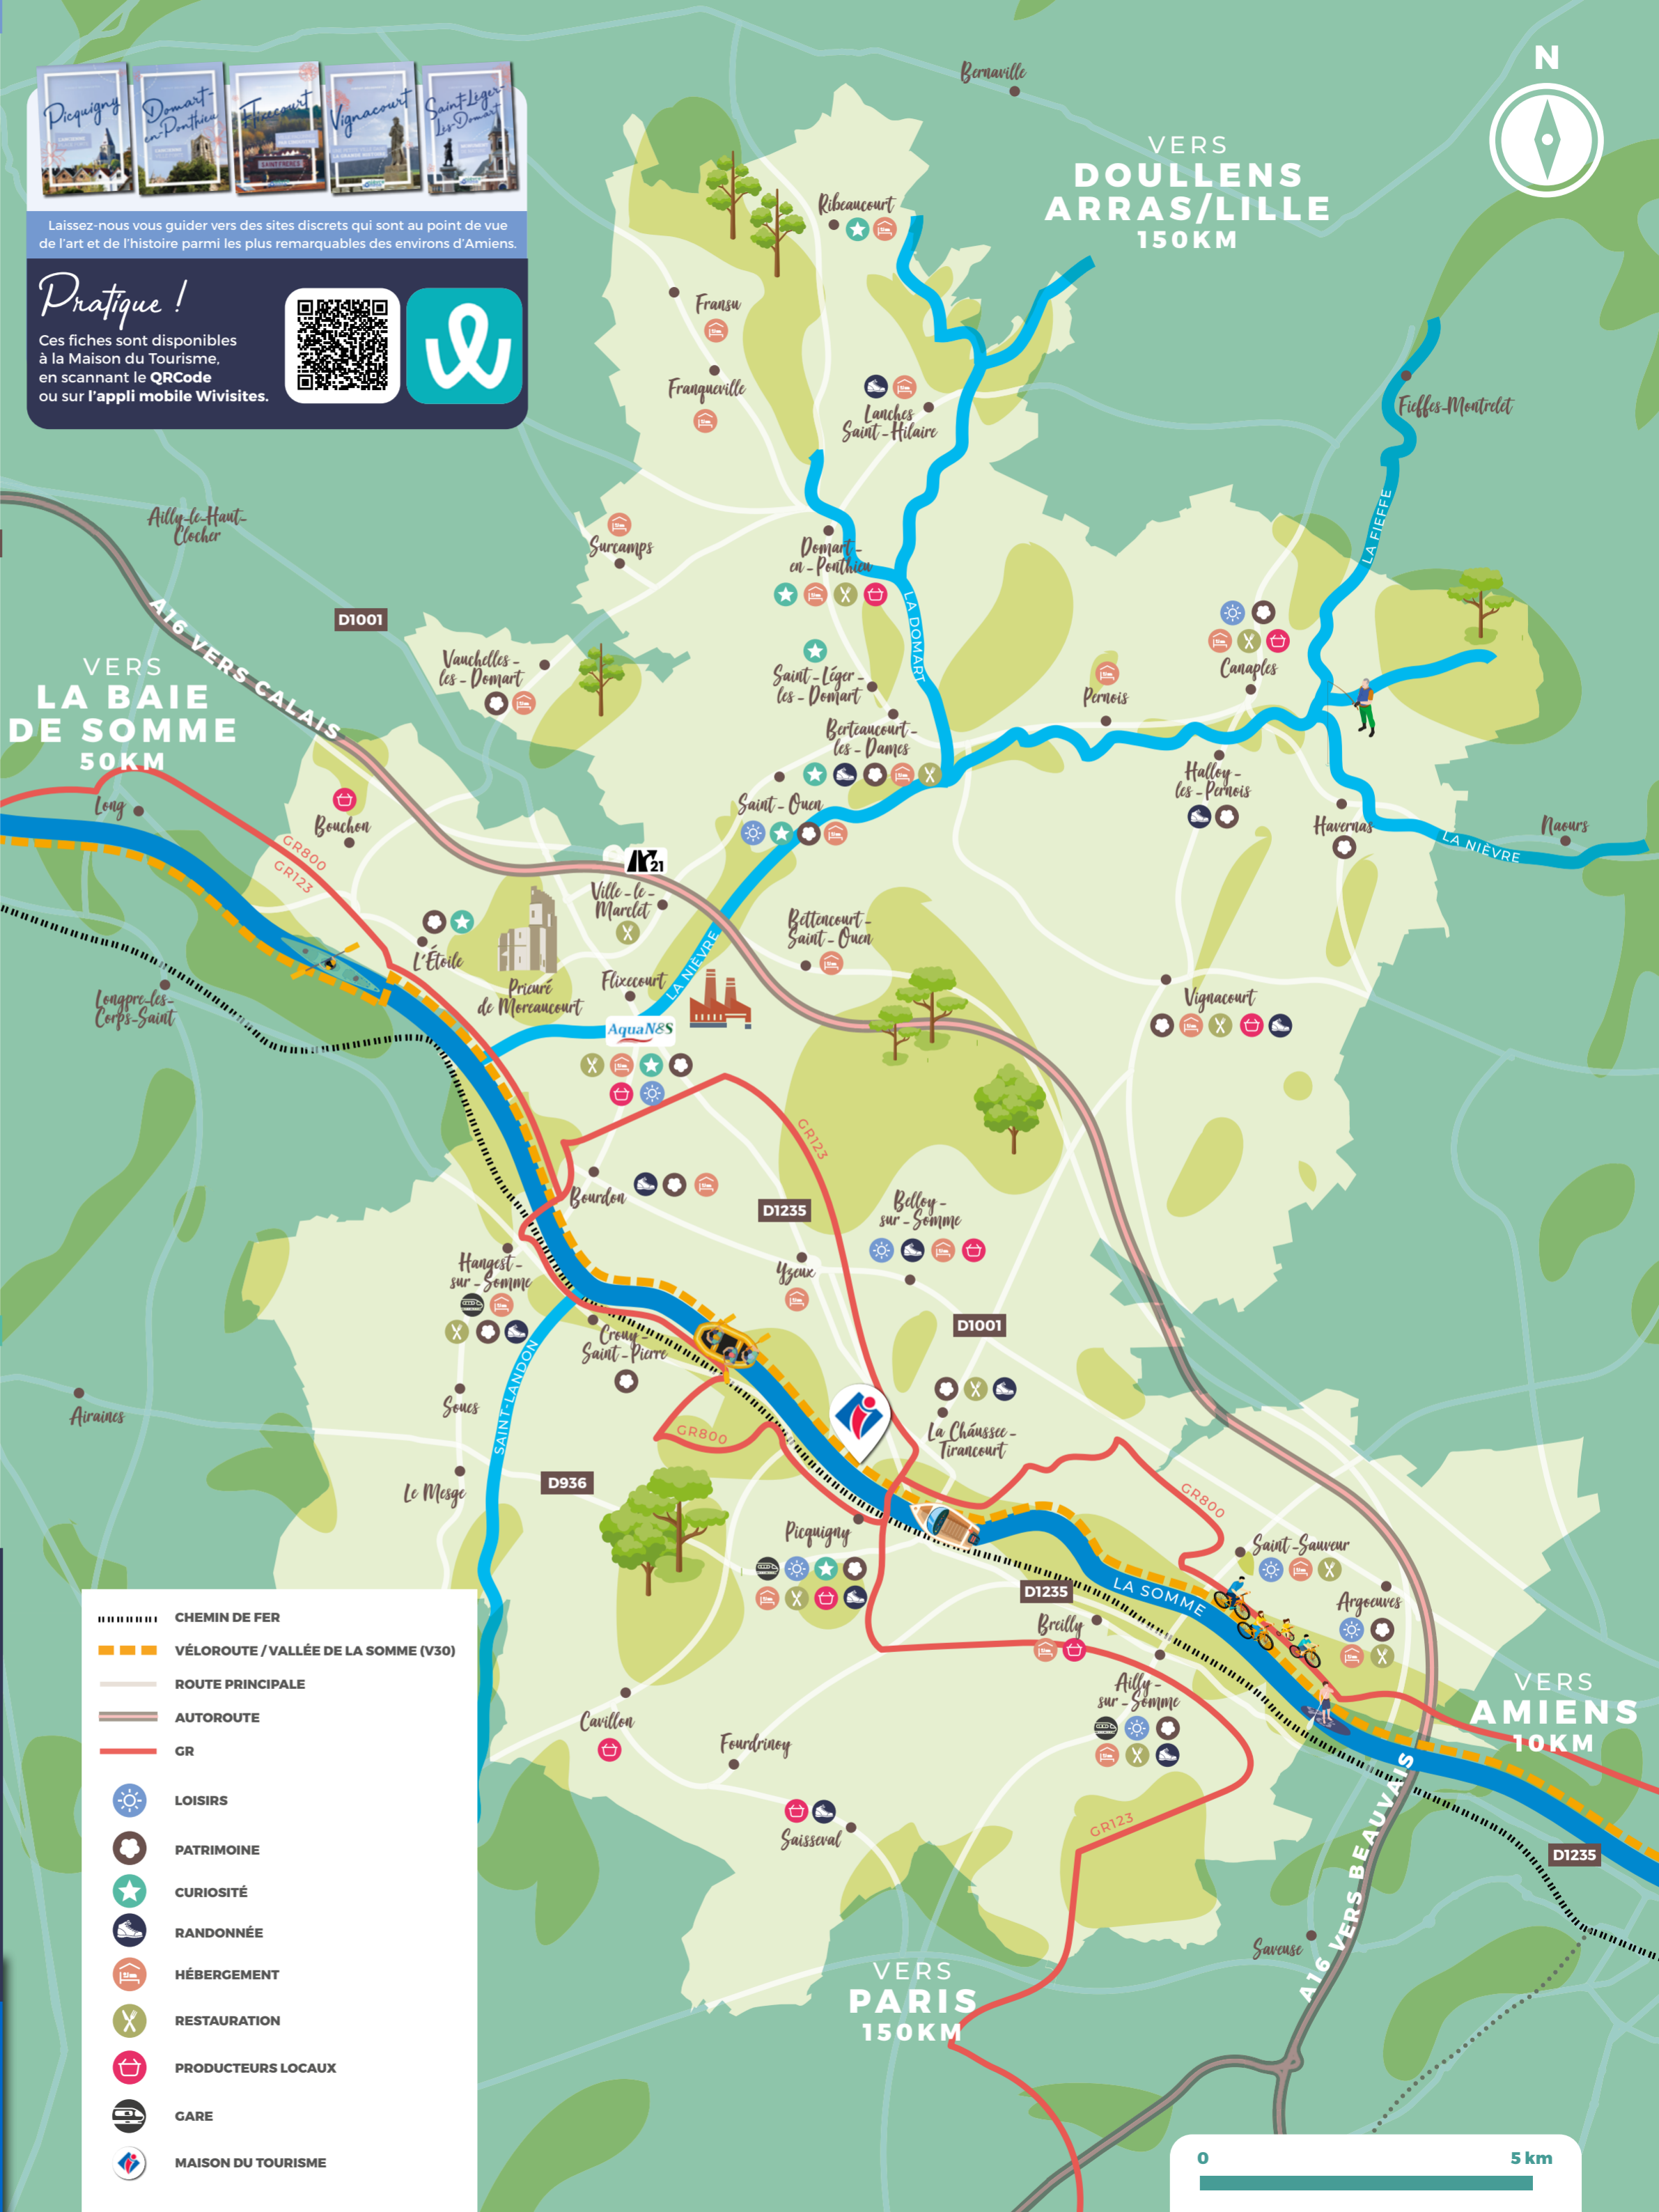 Picquigny
Domart-
en-Ponthieu
Flixecourt
Vignacourt
Saint-Léger-
Lès-Domart
Laissez-nous vous guider vers des sites discrets qui sont au point de vue
de l'art et de l'histoire parmi les plus remarquables des environs d'Amiens.
Pratique !
Ces fiches sont disponibles
à la Maison du Tourisme,
en scannant le QRCode
ou sur l'appli mobile Wivisites.
N
Bernaville
VERS
DOULLENS
ARRAS/LILLE
150KM
Ribeaucourt
Fransu
Franqueville
Lanches
Saint-Hilaire
Fieffes-Montrelet
LA FIEFFE
Ailly-le-Haut-
Clocher
Surcamps
Domart-
en-Ponthieu
LA DOMART
D1001
A16 VERS CALAIS
VERS
LA BAIE
DE SOMME
50KM
Vauchelles-
les-Domart
Saint-Léger-
les-Domart
Pernois
Canaples
Berteaucourt-
les-Dames
Halloy-
les-Pernois
Havernas
LA NIÈVRE
Naours
Saint-Ouen
Long
Bouchon
GR800
GR123
21
Ville-le-
Marclet
Bettencourt-
Saint-Ouen
L'Étoile
Prieuré
de Moreaucourt
Flixecourt
LA NIÈVRE
AquaN&S
Longpre-les-
Corps-Saint
Vignacourt
GR123
Bourdon
D1235
Belloy-
sur-Somme
Hangest-
sur-Somme
Yzeux
D1001
Crouy-
Saint-Pierre
SAINT-LANDON
Airaines
Soues
GR800
La Cháussee-
Tirancourt
Le Mesge
D936
GR800
Picquigny
Saint-Sauveur
D1235
LA SOMME
Argoeuves
Breilly
Ailly-
sur-Somme
VERS
AMIENS
10KM
Cavillon
Fourdrinoy
Saisseval
GR123
A16 VERS BEAUVAIS
D1235
Saveuse
VERS
PARIS
150KM
CHEMIN DE FER
VÉLOROUTE / VALLÉE DE LA SOMME (V30)
ROUTE PRINCIPALE
AUTOROUTE
GR
LOISIRS
PATRIMOINE
CURIOSITÉ
RANDONNÉE
HÉBERGEMENT
RESTAURATION
PRODUCTEURS LOCAUX
GARE
MAISON DU TOURISME
0
5 km